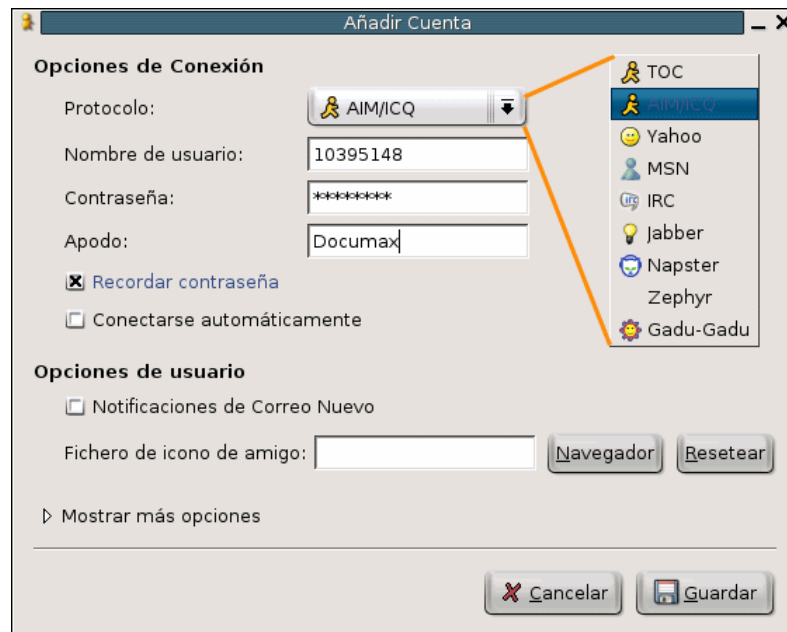 Añadir Cuenta
Opciones de Conexión
Protocolo:
AIM/ICQ
Nombre de usuario:
10395148
Contraseña:
********
Apodo:
Documax
Recordar contraseña
Conectarse automáticamente
TOC
AIM/ICQ
Yahoo
MSN
IRC
Jabber
Napster
Zephyr
Gadu-Gadu
Opciones de usuario
Notificaciones de Correo Nuevo
Fichero de icono de amigo:
Navegador
Resetear
Mostrar más opciones
Cancelar
Guardar